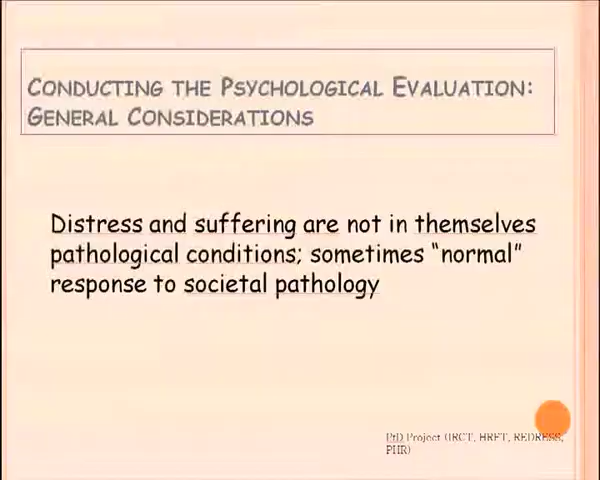 CONDUCTING THE PSYCHOLOGICAL EVALUATION:
GENERAL CONSIDERATIONS
Distress and suffering are not in themselves
pathological conditions; sometimes “normal”
response to societal pathology
PtD Project (IRCT, HRFT, REDRESS,
PHR)